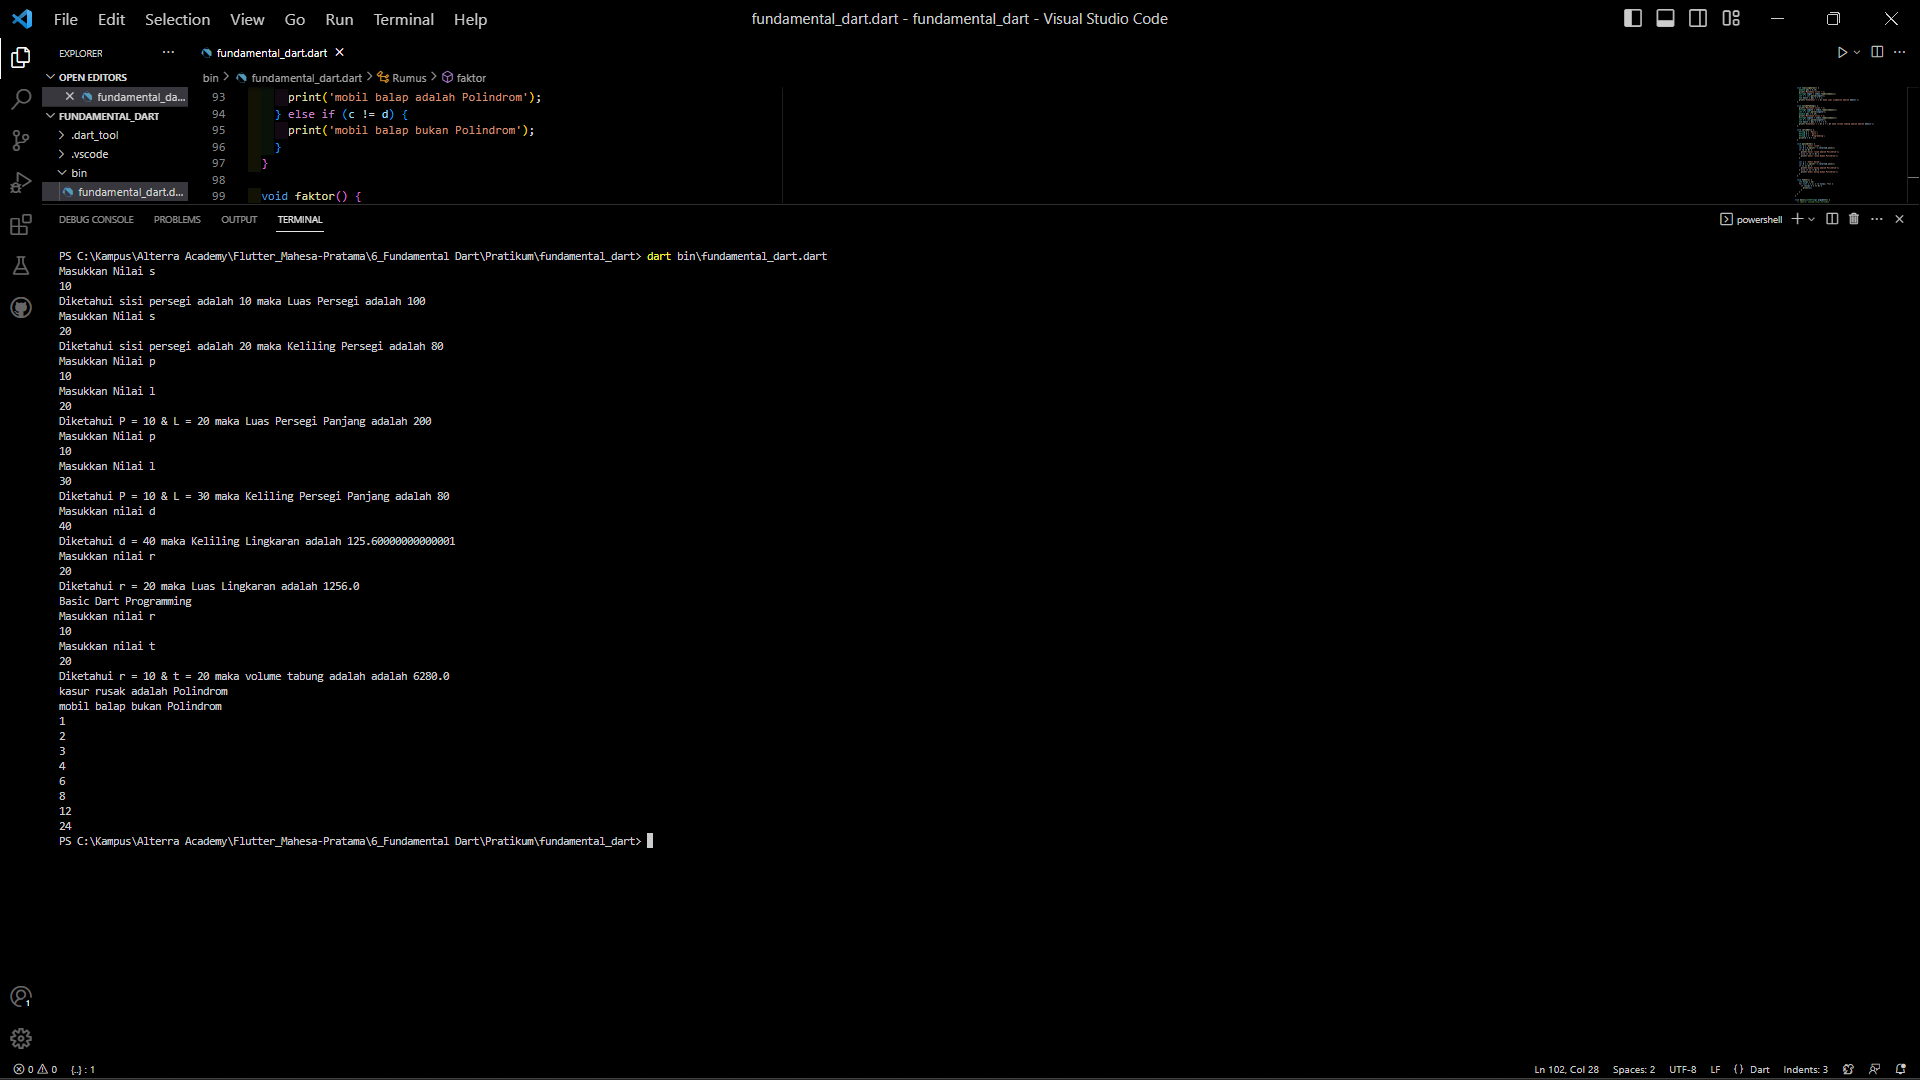 File Edit Selection View Go Run Terminal Help
fundamental_dart.dart - fundamental_dart - Visual Studio Code
EXPLORER
fundamental_dart.dart
OPEN EDITORS
fundamental_da...
FUNDAMENTAL_DART
.dart_tool
.vscode
bin
fundamental_dart.d...
bin > fundamental_dart.dart > Rumus > faktor
93 print('mobil balap adalah Polindrom');
94 } else if (c != d) {
95 print('mobil balap bukan Polindrom');
96 }
97 }
98
99 void faktor() {
DEBUG CONSOLE PROBLEMS OUTPUT TERMINAL
powershell
PS C:\Kampus\Alterra Academy\Flutter_Mahesa-Pratama\6_Fundamental Dart\Pratikum\fundamental_dart> dart bin\fundamental_dart.dart
Masukkan Nilai s
10
Diketahui sisi persegi adalah 10 maka Luas Persegi adalah 100
Masukkan Nilai s
20
Diketahui sisi persegi adalah 20 maka Keliling Persegi adalah 80
Masukkan Nilai p
10
Masukkan Nilai l
20
Diketahui P = 10 & L = 20 maka Luas Persegi Panjang adalah 200
Masukkan Nilai p
10
Masukkan Nilai l
30
Diketahui P = 10 & L = 30 maka Keliling Persegi Panjang adalah 80
Masukkan nilai d
40
Diketahui d = 40 maka Keliling Lingkaran adalah 125.60000000000001
Masukkan nilai r
20
Diketahui r = 20 maka Luas Lingkaran adalah 1256.0
Basic Dart Programming
Masukkan nilai r
10
Masukkan nilai t
20
Diketahui r = 10 & t = 20 maka volume tabung adalah adalah 6280.0
kasur rusak adalah Polindrom
mobil balap bukan Polindrom
1
2
3
4
6
8
12
24
PS C:\Kampus\Alterra Academy\Flutter_Mahesa-Pratama\6_Fundamental Dart\Pratikum\fundamental_dart>
1
0 0 {..} : 1
Ln 102, Col 28 Spaces: 2 UTF-8 LF { } Dart Indents: 3